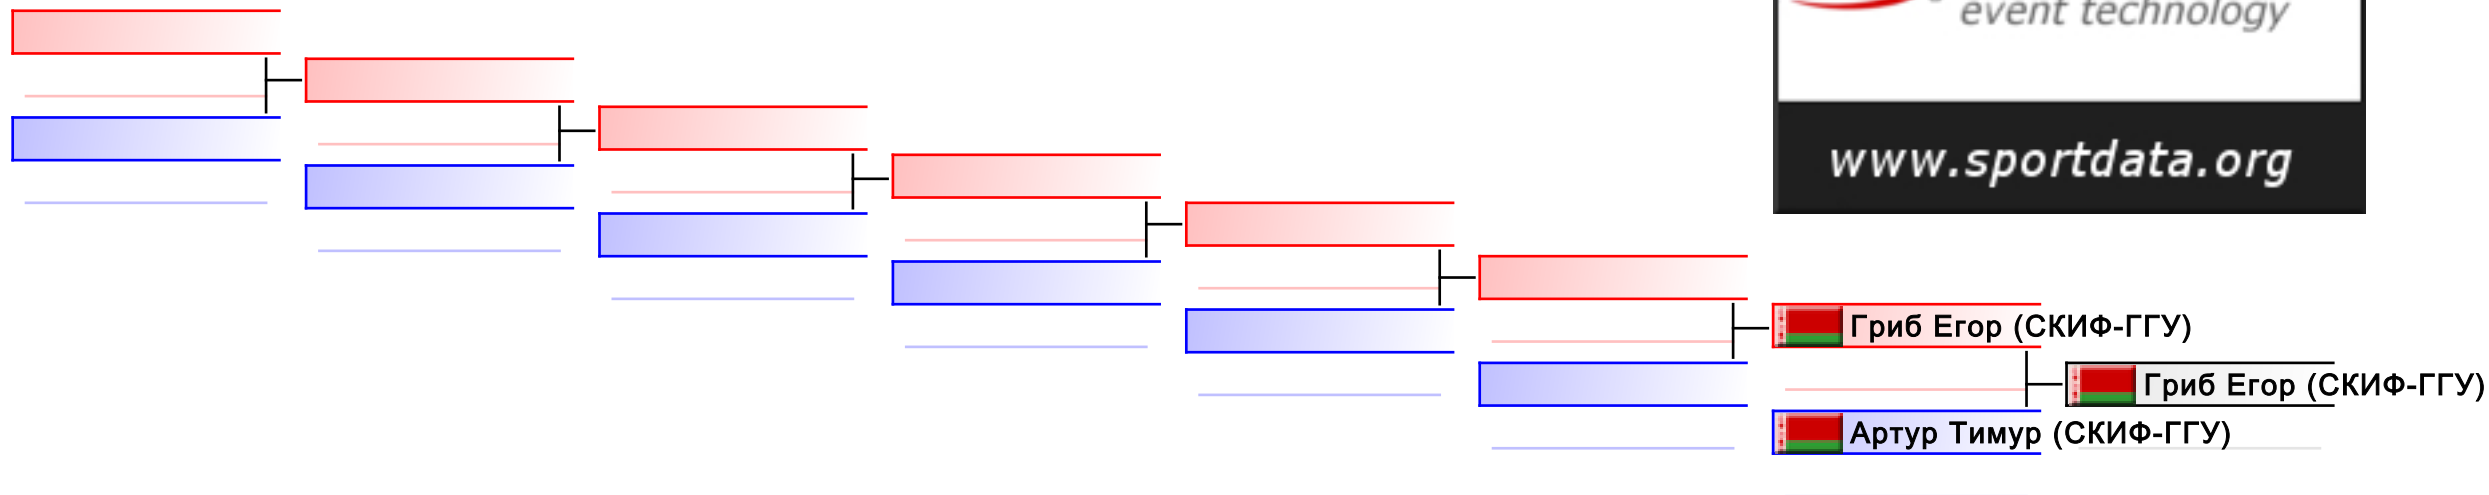 event technology
www.sportdata.org
Гриб Егор (СКИФ-ГГУ)
Гриб Егор (СКИФ-ГГУ)
Артур Тимур (СКИФ-ГГУ)